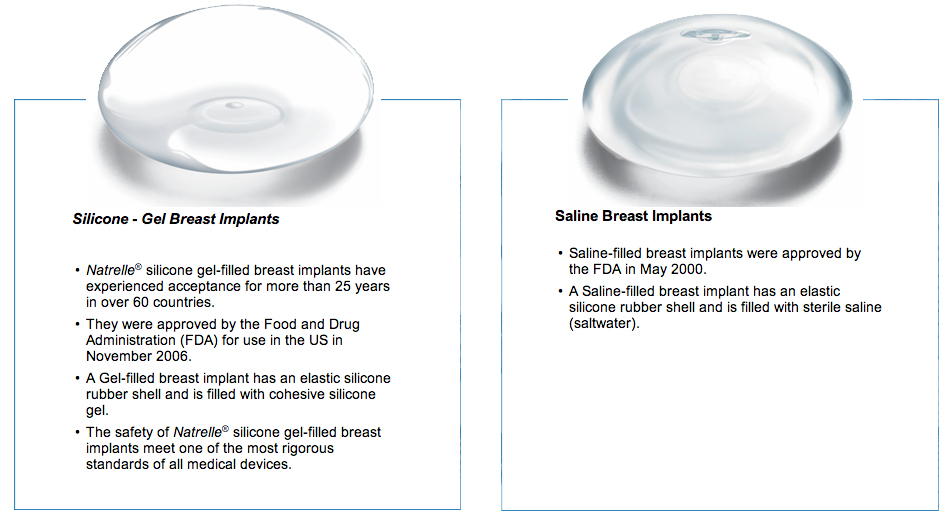 Silicone - Gel Breast Implants
• Natrelle® silicone gel-filled breast implants have
experienced acceptance for more than 25 years
in over 60 countries.
• They were approved by the Food and Drug
Administration (FDA) for use in the US in
November 2006.
• A Gel-filled breast implant has an elastic silicone
rubber shell and is filled with cohesive silicone
gel.
• The safety of Natrelle® silicone gel-filled breast
implants meet one of the most rigorous
standards of all medical devices.
Saline Breast Implants
• Saline-filled breast implants were approved by
the FDA in May 2000.
• A Saline-filled breast implant has an elastic
silicone rubber shell and is filled with sterile saline
(saltwater).